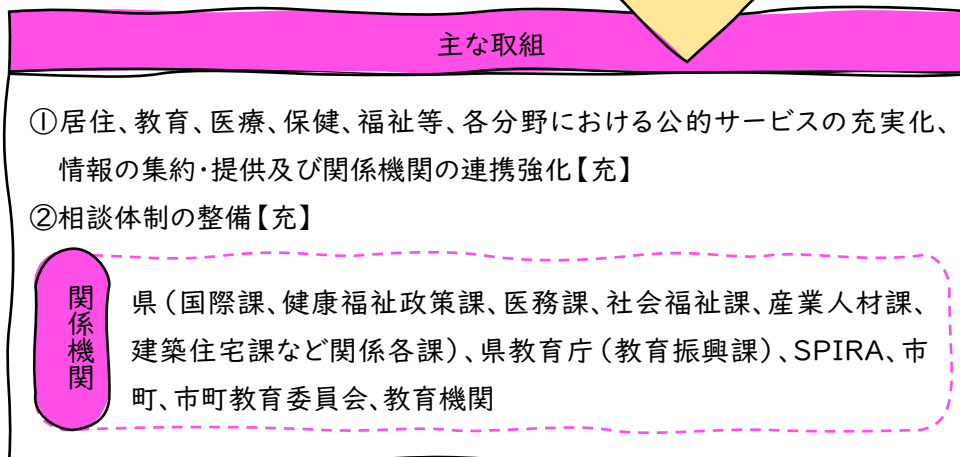 主な取組
①居住、教育、医療、保健、福祉等、各分野における公的サービスの充実化、
情報の集約・提供及び関係機関の連携強化【充】
②相談体制の整備【充】
関係機関
県(国際課、健康福祉政策課、医務課、社会福祉課、産業人材課、
建築住宅課など関係各課)、県教育庁(教育振興課)、SPIRA、市
町、市町教育委員会、教育機関